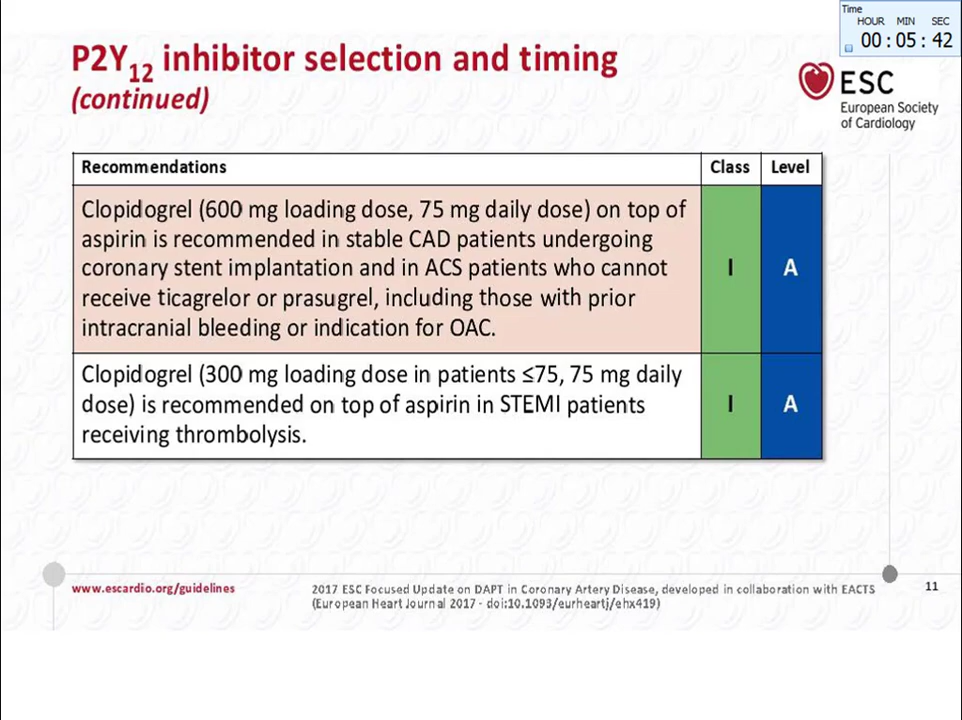 Time
HOUR MIN SEC
00:05:42
P2Y12 inhibitor selection and timing
(continued)
ESC
European Society
of Cardiology
Recommendations Class Level
Clopidogrel (600 mg loading dose, 75 mg daily dose) on top of
aspirin is recommended in stable CAD patients undergoing
coronary stent implantation and in ACS patients who cannot
receive ticagrelor or prasugrel, including those with prior
intracranial bleeding or indication for OAC.
I A
Clopidogrel (300 mg loading dose in patients ≤75, 75 mg daily
dose) is recommended on top of aspirin in STEMI patients
receiving thrombolysis.
I A
www.escardio.org/guidelines
2017 ESC Focused Update on DAPT in Coronary Artery Disease, developed in collaboration with EACTS
(European Heart Journal 2017 - doi:10.1093/eurheartj/ehx419)
11